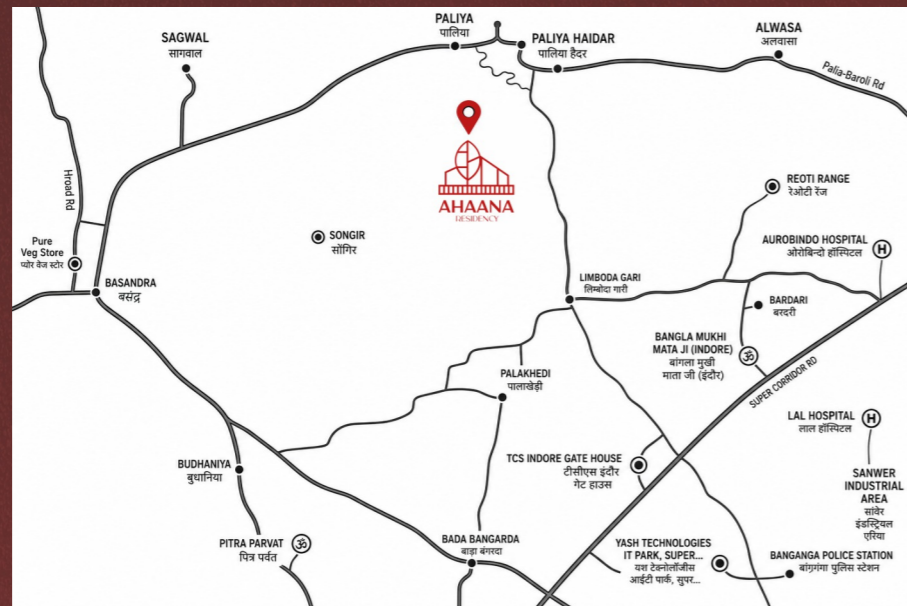 PALIYA
पालिया
SAGWAL
सागवाल
PALIYA HAIDAR
पालिया हैदर
ALWASA
अलवासा
Palia-Baroli Rd
AHAANA
RESIDENCY
Hroad Rd
REOTI RANGE
रेओटी रेंज
Pure
Veg Store
प्योर वेज स्टोर
SONGIR
सोंगिर
AUROBINDO HOSPITAL
ओरोबिन्दो हॉस्पिटल
H
BASANDRA
बसंद्र
LIMBODA GARI
लिम्बोदा गारी
BARDARI
बरदरी
BANGLA MUKHI
MATA JI (INDORE)
बांगला मुखी
माता जी (इंदौर)
ॐ
SUPER CORRIDOR RD
PALAKHEDI
पालाखेड़ी
LAL HOSPITAL
लाल हॉस्पिटल
H
BUDHANIYA
बुधानिया
TCS INDORE GATE HOUSE
टीसीएस इंदौर
गेट हाउस
SANWER
INDUSTRIAL
AREA
सांवेर
इंडस्ट्रियल
एरिया
PITRA PARVAT
पित्र पर्वत
ॐ
BADA BANGARDA
बाड़ा बंगरदा
YASH TECHNOLOGIES
IT PARK, SUPER...
यश टेक्नोलॉजीस
आईटी पार्क, सुपर...
BANGANGA POLICE STATION
बांग़गंगा पुलिस स्टेशन